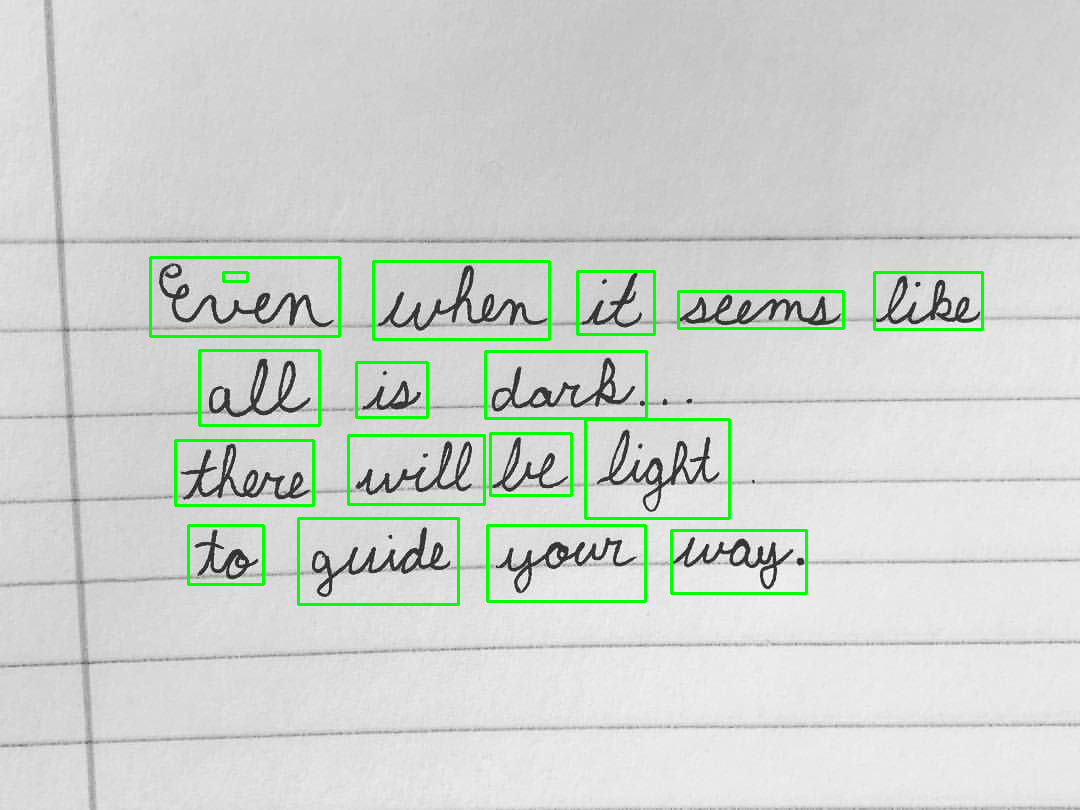 Even when it seems like
all is dark...
there will be light
to guide your way.